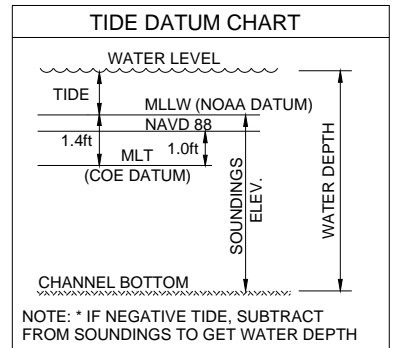 TIDE DATUM CHART
WATER LEVEL
TIDE
MLLW (NOAA DATUM)
NAVD 88
1.4ft
MLT
1.0ft
(COE DATUM)
SOUNDINGS
ELEV.
WATER DEPTH
CHANNEL BOTTOM
NOTE: * IF NEGATIVE TIDE, SUBTRACT
FROM SOUNDINGS TO GET WATER DEPTH